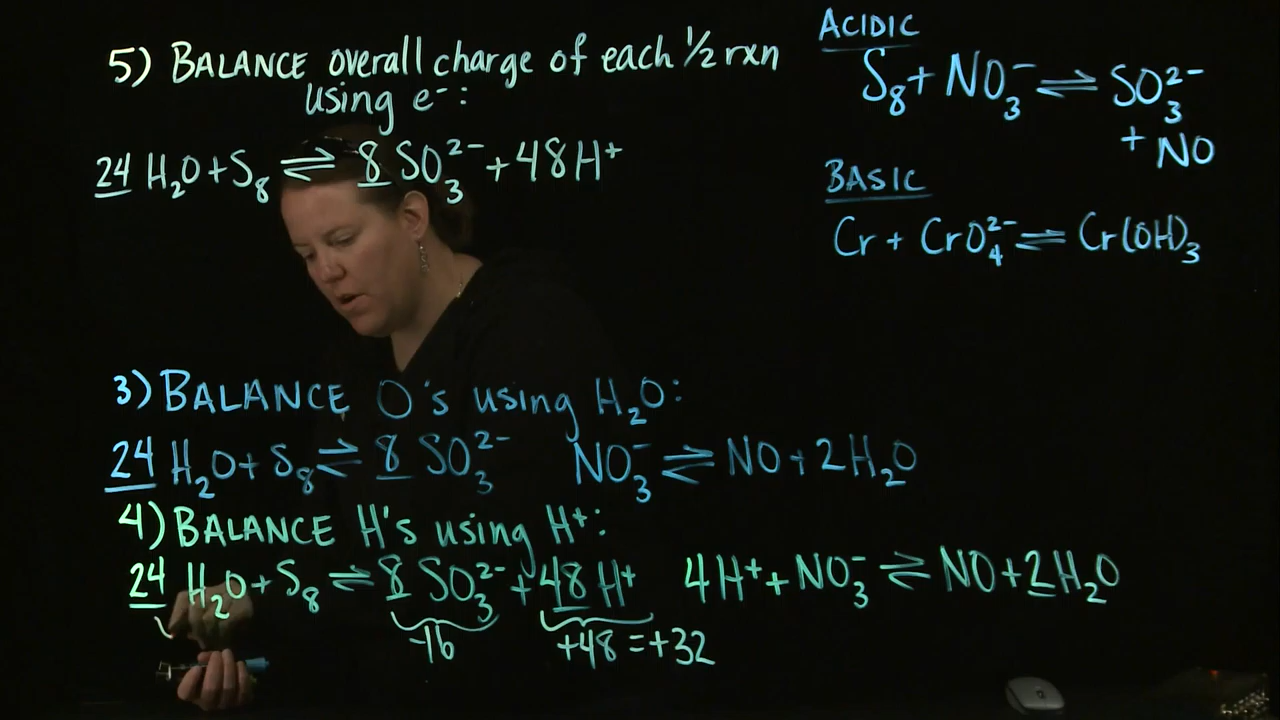 5) BALANCE overall charge of each ½ rxn
using e⁻:
24 H₂O + S₈ ⇌ 8 SO₃²⁻ + 48 H⁺
3) BALANCE O's using H₂O:
24 H₂O + S₈ ⇌ 8 SO₃²⁻ NO₃⁻ ⇌ NO + 2 H₂O
4) BALANCE H's using H⁺:
24 H₂O + S₈ ⇌ 8 SO₃²⁻ + 48 H⁺ 4H⁺ + NO₃⁻ ⇌ NO + 2 H₂O
-16 +48 = +32
ACIDIC
S₈ + NO₃⁻ ⇌ SO₃²⁻
+ NO
BASIC
Cr + CrO₄²⁻ ⇌ Cr(OH)₃